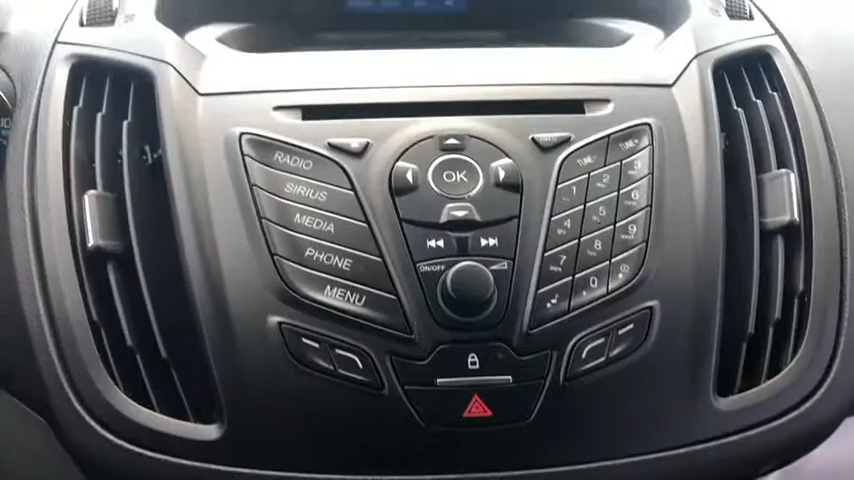 INFO
TUNE-
TUNE+
RADIO
OK
1
2
3
SIRIUS
4
5
6
MEDIA
7
8
9
PHONE
ON/OFF
0
MENU